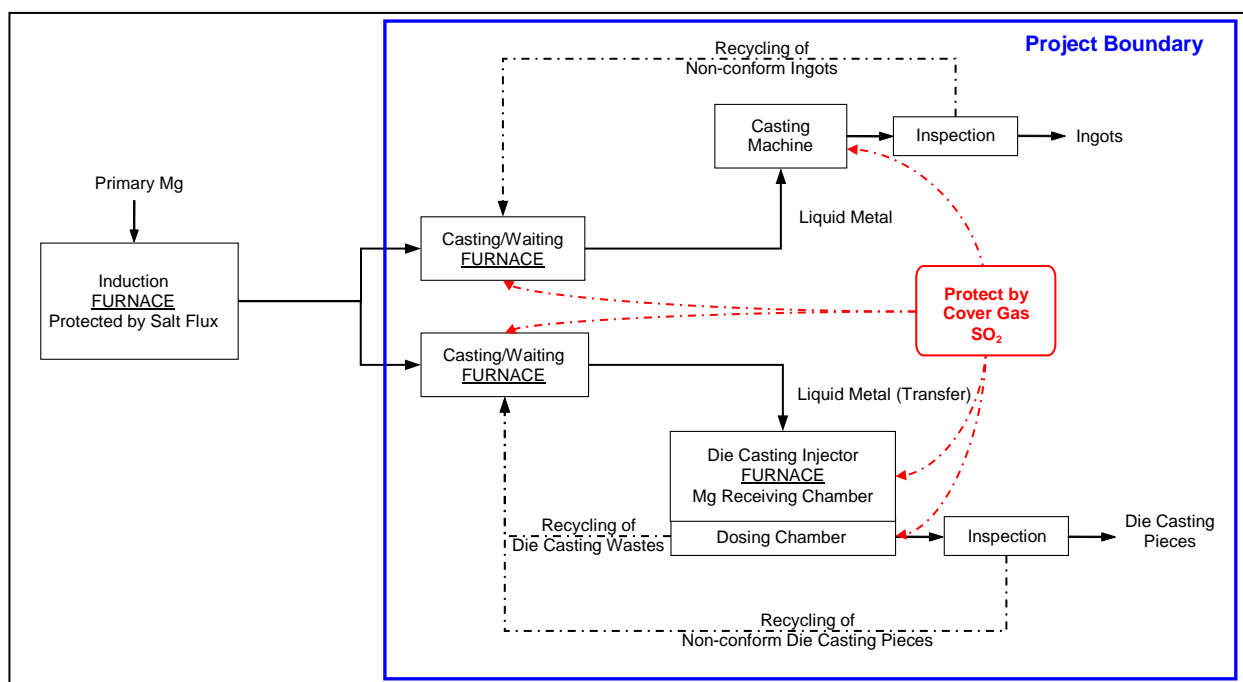 Project Boundary
Recycling of
Non-conform Ingots
Casting
Machine
Inspection
Ingots
Primary Mg
Liquid Metal
Casting/Waiting
FURNACE
Induction
FURNACE
Protected by Salt Flux
Protect by
Cover Gas
SO₂
Casting/Waiting
FURNACE
Liquid Metal (Transfer)
Die Casting Injector
FURNACE
Mg Receiving Chamber
Recycling of
Die Casting Wastes
Dosing Chamber
Inspection
Die Casting
Pieces
Recycling of
Non-conform Die Casting Pieces